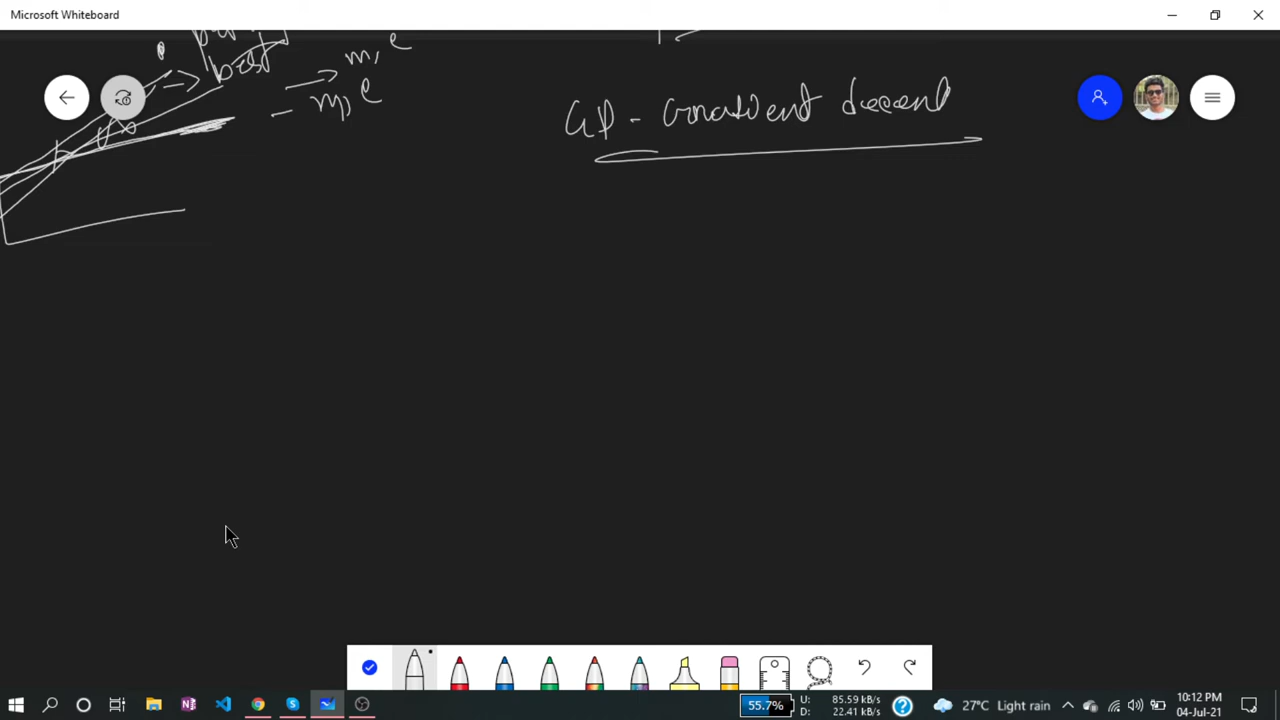 Microsoft Whiteboard
best
m, c
m, c
GD - Gradient descent
55.7%
U: 85.59 kB/s
D: 22.41 kB/s
27°C Light rain
10:12 PM
04-Jul-21